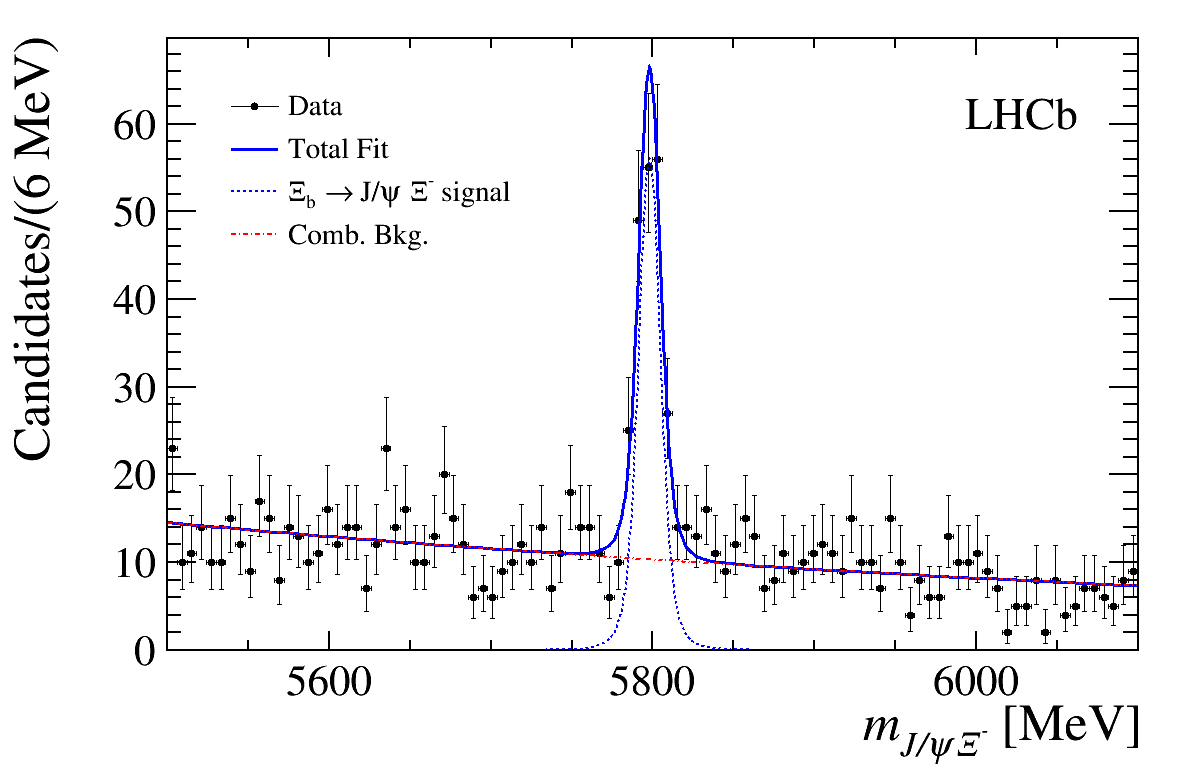 Candidates/(6 MeV)
60
50
40
30
20
10
0
Data
Total Fit
Ξb → J/ψ Ξ- signal
Comb. Bkg.
LHCb
5600 5800 6000
mJ/ψ Ξ- [MeV]